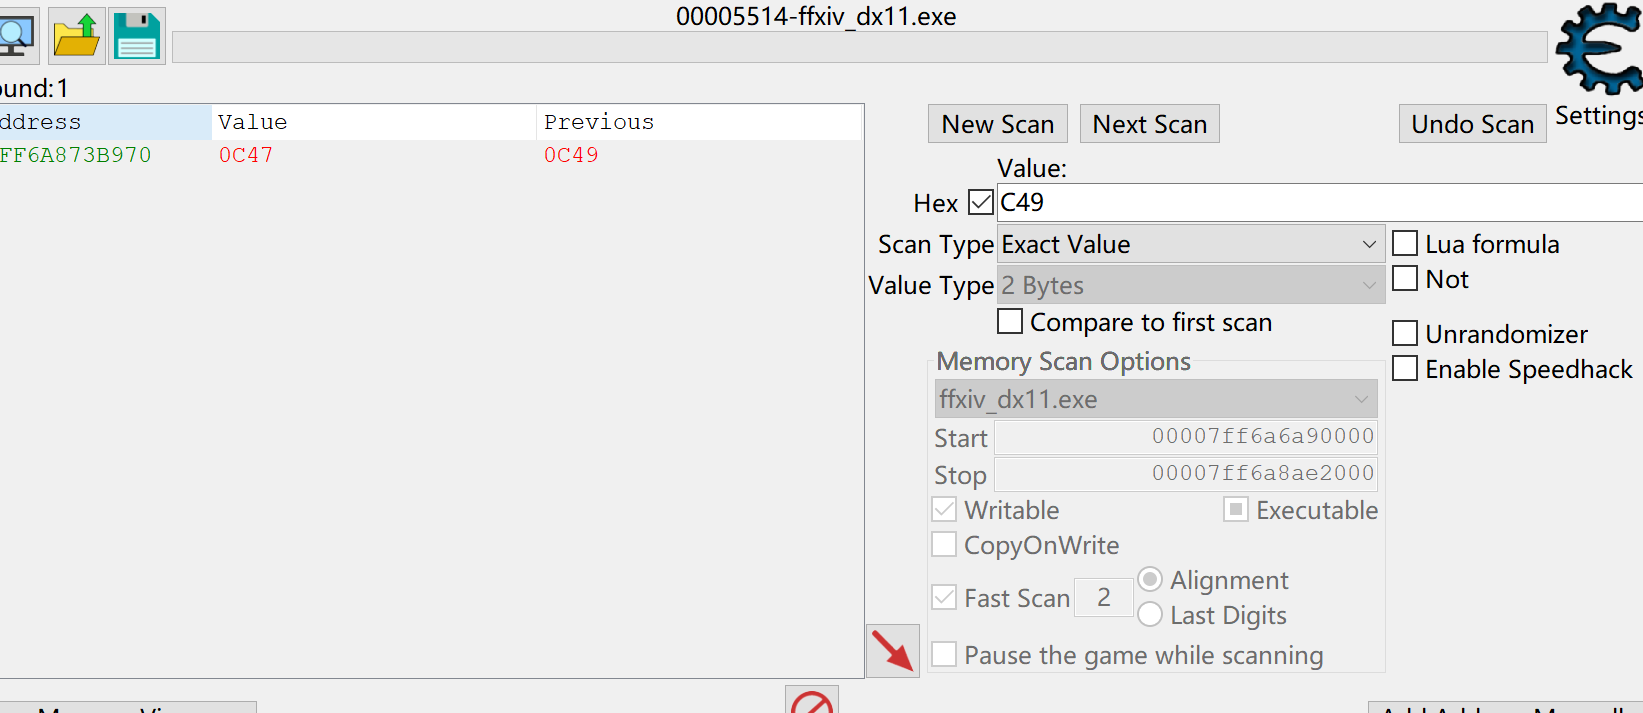 00005514-ffxiv_dx11.exe
Settings
ound:1
ddress Value Previous
FF6A873B970 0C47 0C49
New Scan Next Scan Undo Scan
Value:
Hex C49
Scan Type Exact Value Lua formula
Value Type 2 Bytes Not
Compare to first scan
Unrandomizer
Enable Speedhack
Memory Scan Options
ffxiv_dx11.exe
Start 00007ff6a6a90000
Stop 00007ff6a8ae2000
Writable Executable
CopyOnWrite
Fast Scan 2 Alignment
Last Digits
Pause the game while scanning